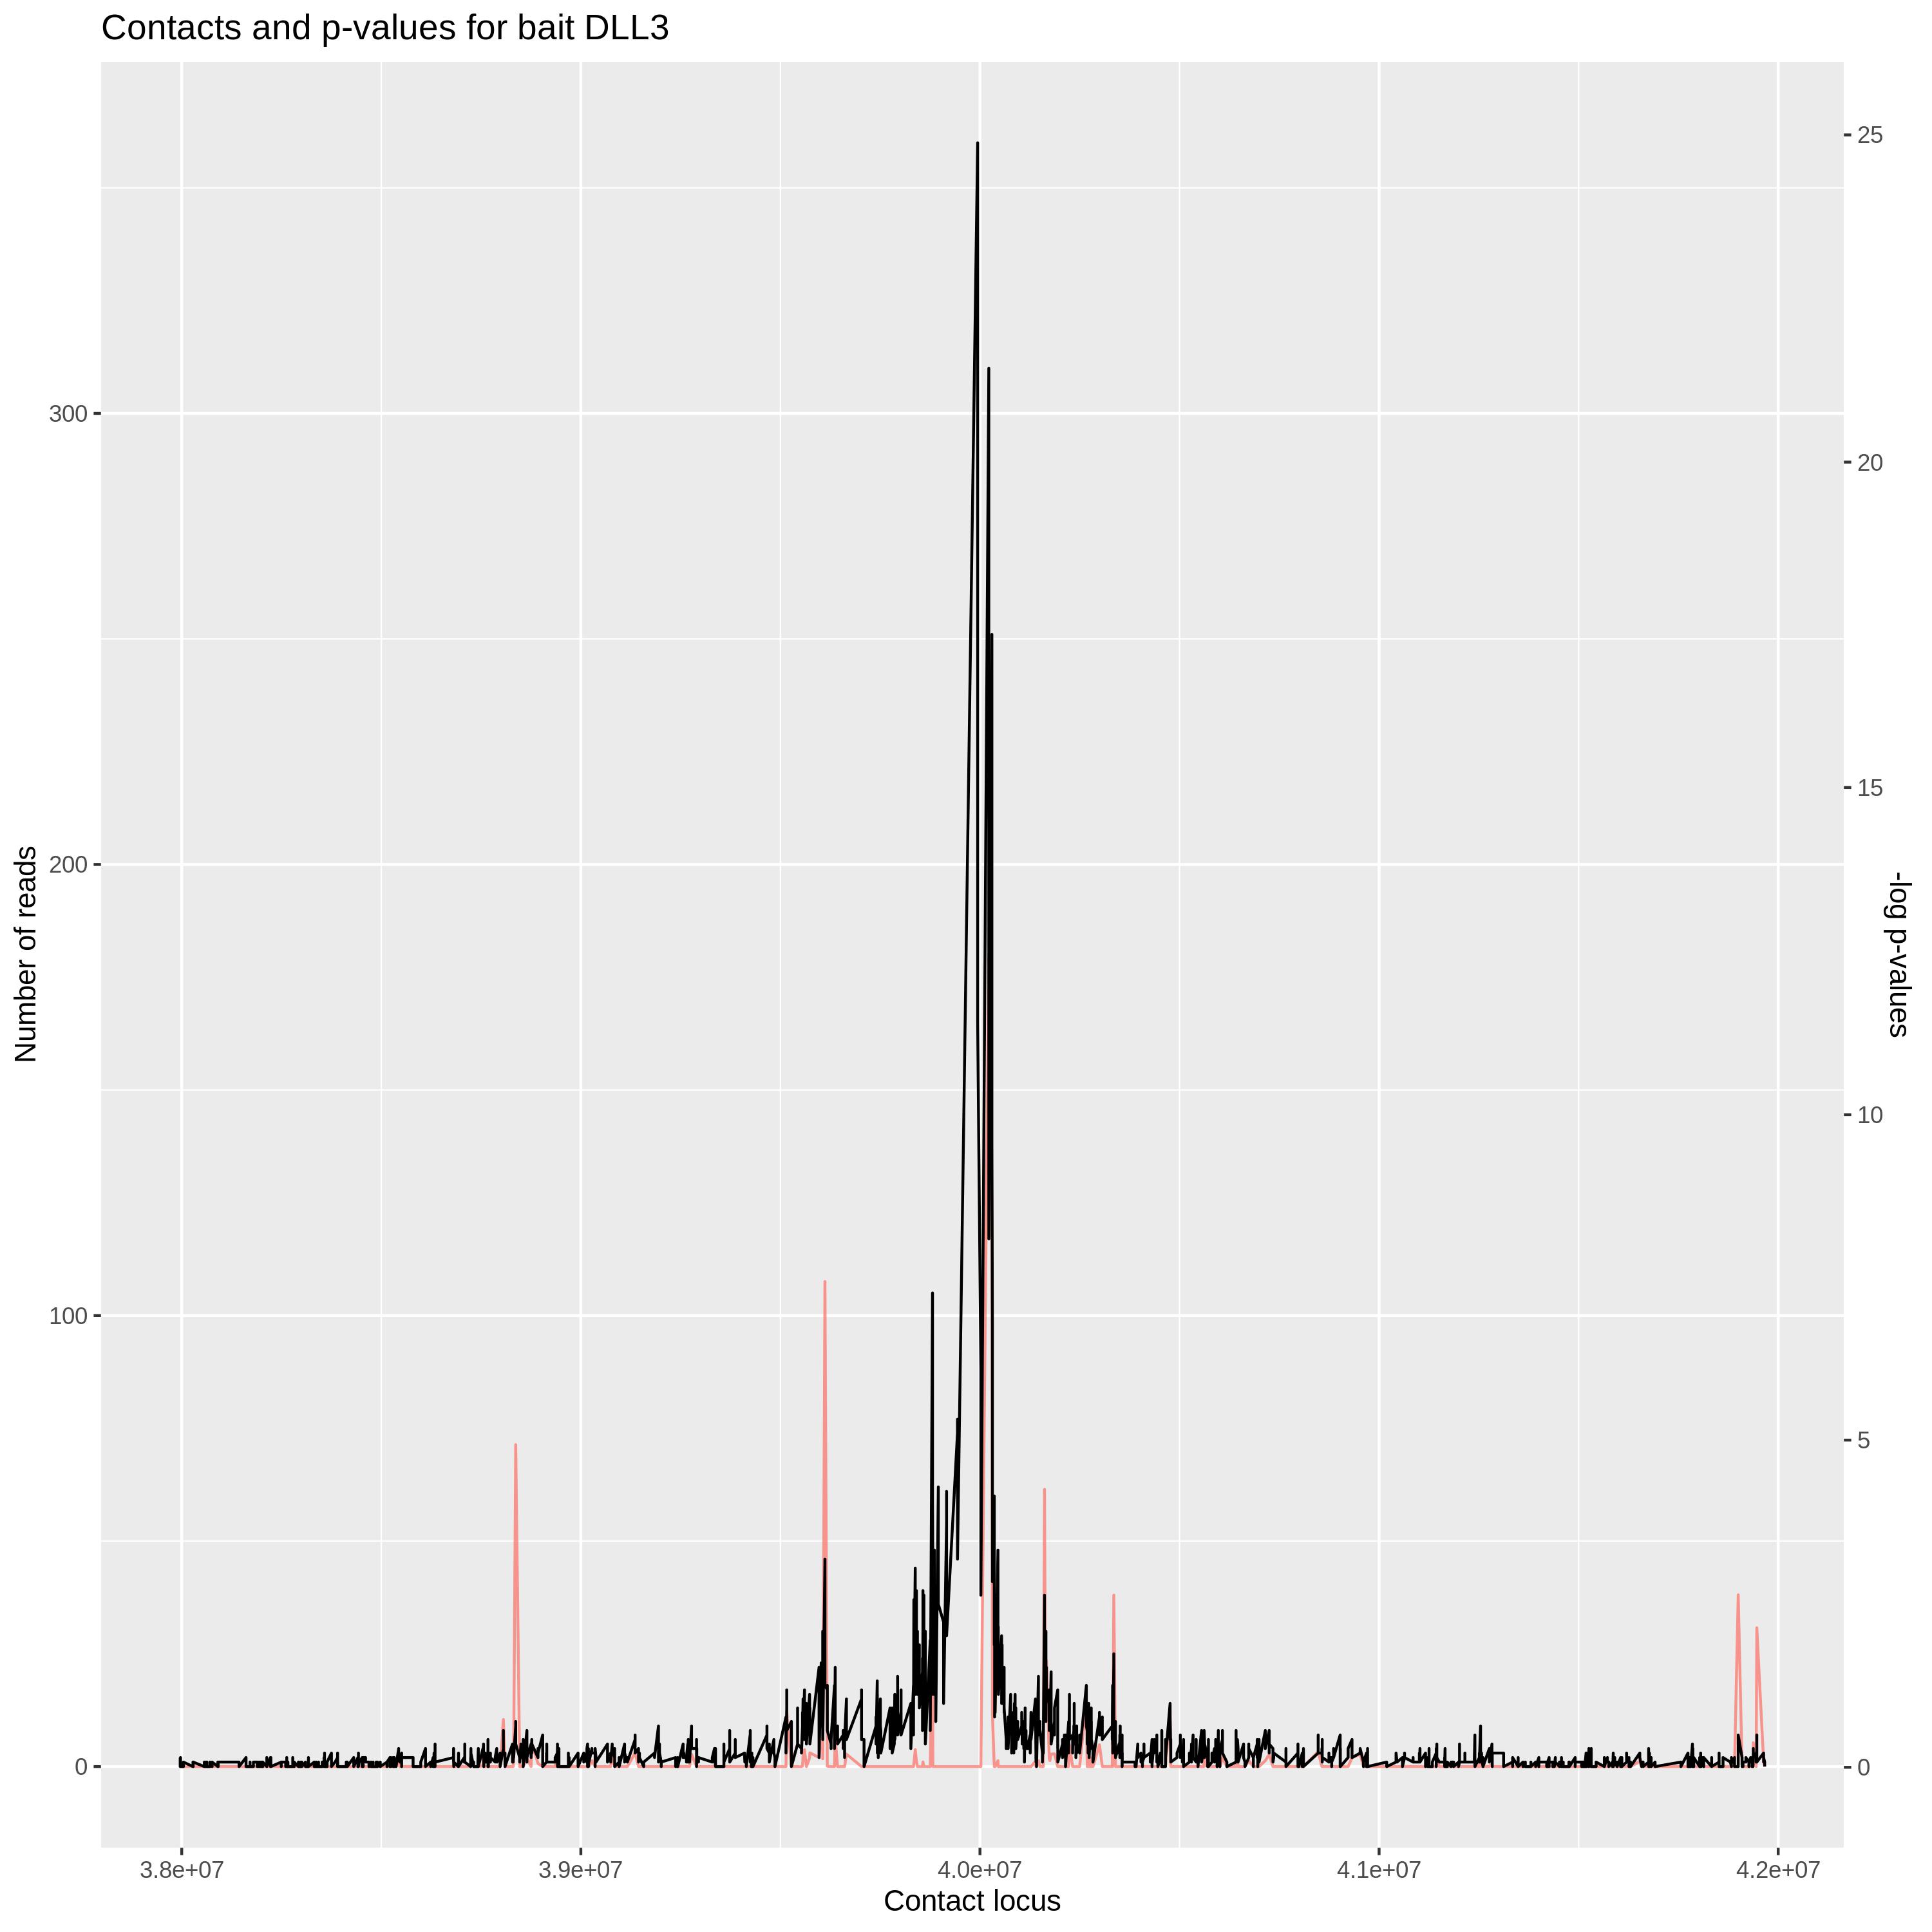 Contacts and p-values for bait DLL3
Number of reads
300
200
100
0
25
20
15
10
5
0
-log p-values
3.8e+07 3.9e+07 4.0e+07 4.1e+07 4.2e+07
Contact locus